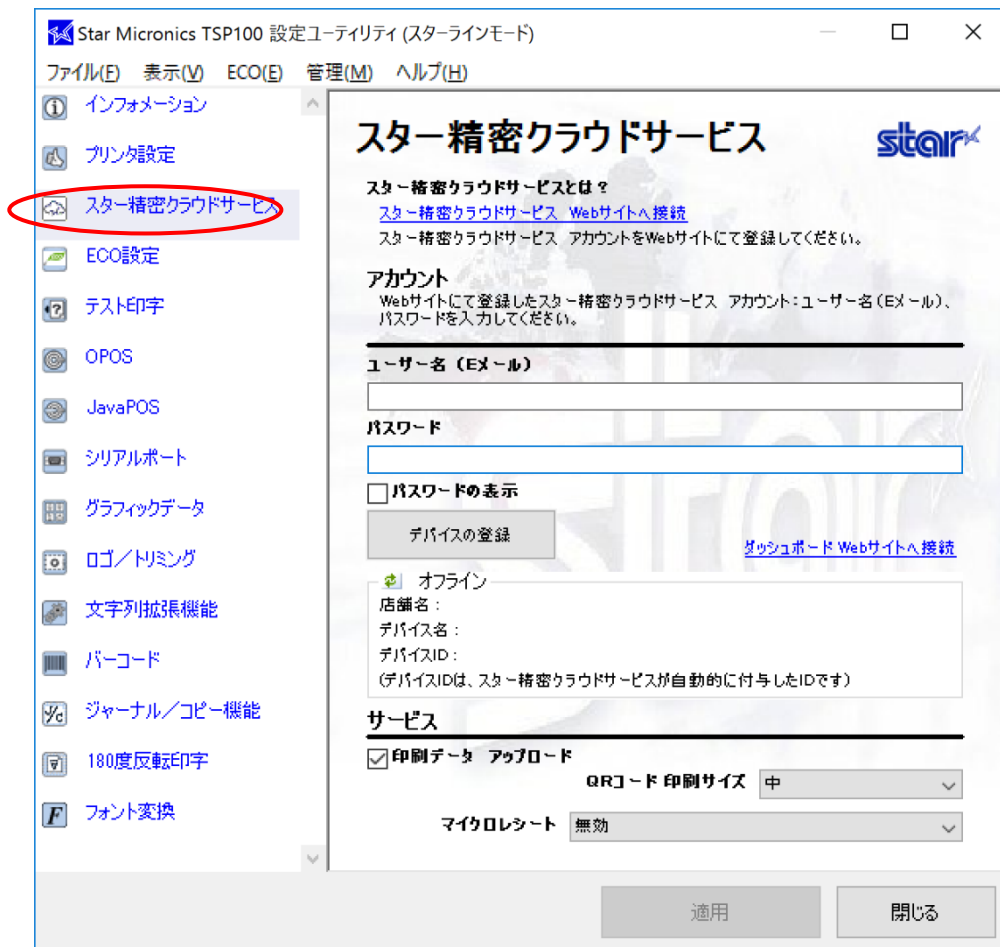 Star Micronics TSP100 設定ユーティリティ (スターラインモード)
ファイル(F) 表示(V) ECO(E) 管理(M) ヘルプ(H)
インフォメーション
プリンタ設定
スター精密クラウドサービス
ECO設定
テスト印字
OPOS
JavaPOS
シリアルポート
グラフィックデータ
ロゴ／トリミング
文字列拡張機能
バーコード
ジャーナル／コピー機能
180度反転印字
フォント変換
スター精密クラウドサービス
star
スター精密クラウドサービスとは？
スター精密クラウドサービス Webサイトへ接続
スター精密クラウドサービス アカウントをWebサイトにて登録してください。
アカウント
Webサイトにて登録したスター精密クラウドサービス アカウント：ユーザー名(Eメール)、
パスワードを入力してください。
ユーザー名 (Eメール)
パスワード
パスワードの表示
デバイスの登録
ダッシュボード Webサイトへ接続
オフライン
店舗名：
デバイス名：
デバイスID：
(デバイスIDは、スター精密クラウドサービスが自動的に付与したIDです)
サービス
印刷データ アップロード
QRコード 印刷サイズ 中
マイクロレシート 無効
適用
閉じる